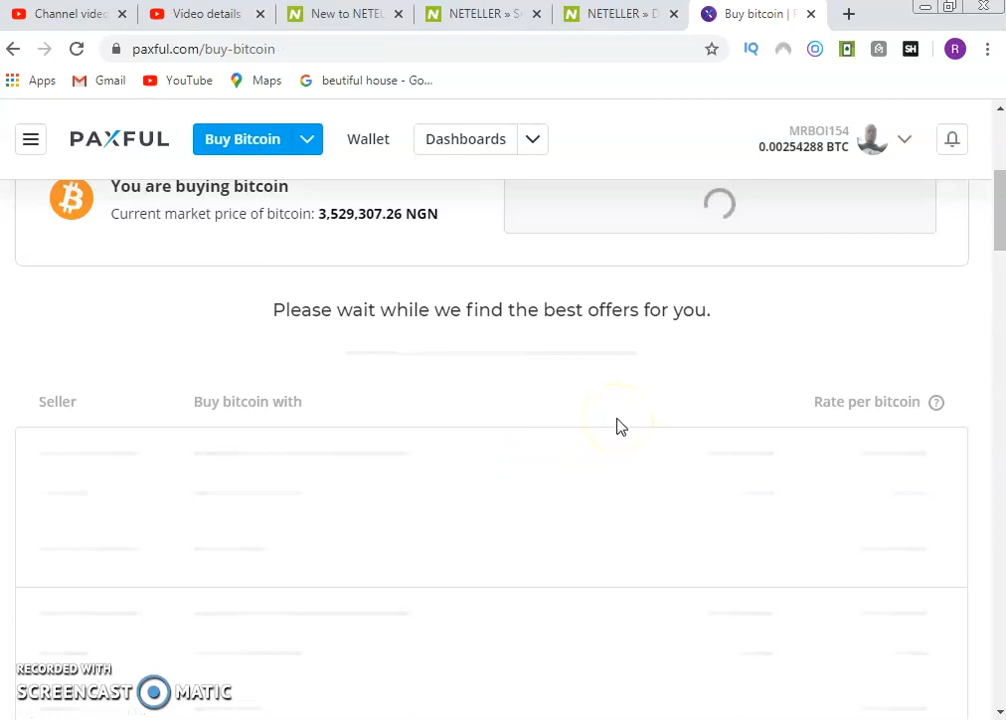 Channel video
Video details
New to NETEL
NETELLER » S
NETELLER » D
Buy bitcoin | P
paxful.com/buy-bitcoin
IQ
SH
R
Apps
Gmail
YouTube
Maps
beutiful house - Go...
PAXFUL
Buy Bitcoin
Wallet
Dashboards
MRBOI154
0.00254288 BTC
You are buying bitcoin
Current market price of bitcoin: 3,529,307.26 NGN
Please wait while we find the best offers for you.
Seller
Buy bitcoin with
Rate per bitcoin ?
RECORDED WITH
SCREENCAST MATIC